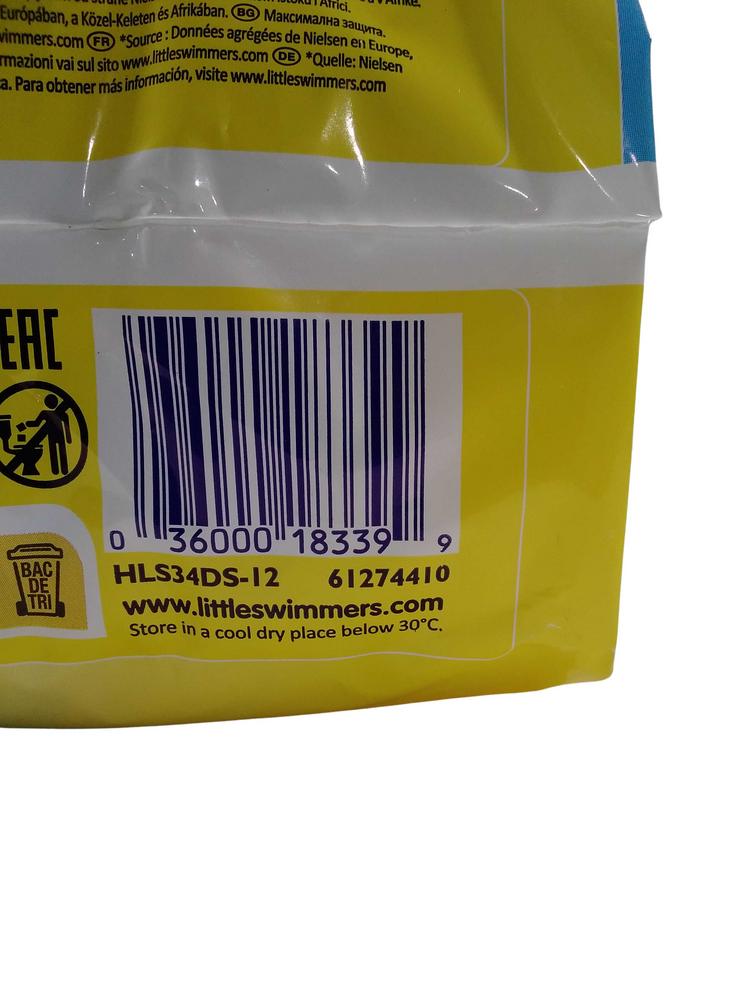 Európában, a Közel-Keleten és Afrikában. BG Максимална защита.
wimmers.com FR *Source : Données agrégées de Nielsen en Europe,
rmazioni vai sul sito www.littleswimmers.com DE *Quelle: Nielsen
a. Para obtener más información, visite www.littleswimmers.com
EAC
0 36000 18339 9
HLS34DS-12 61274410
BAC
DE
TRI
www.littleswimmers.com
Store in a cool dry place below 30°C.